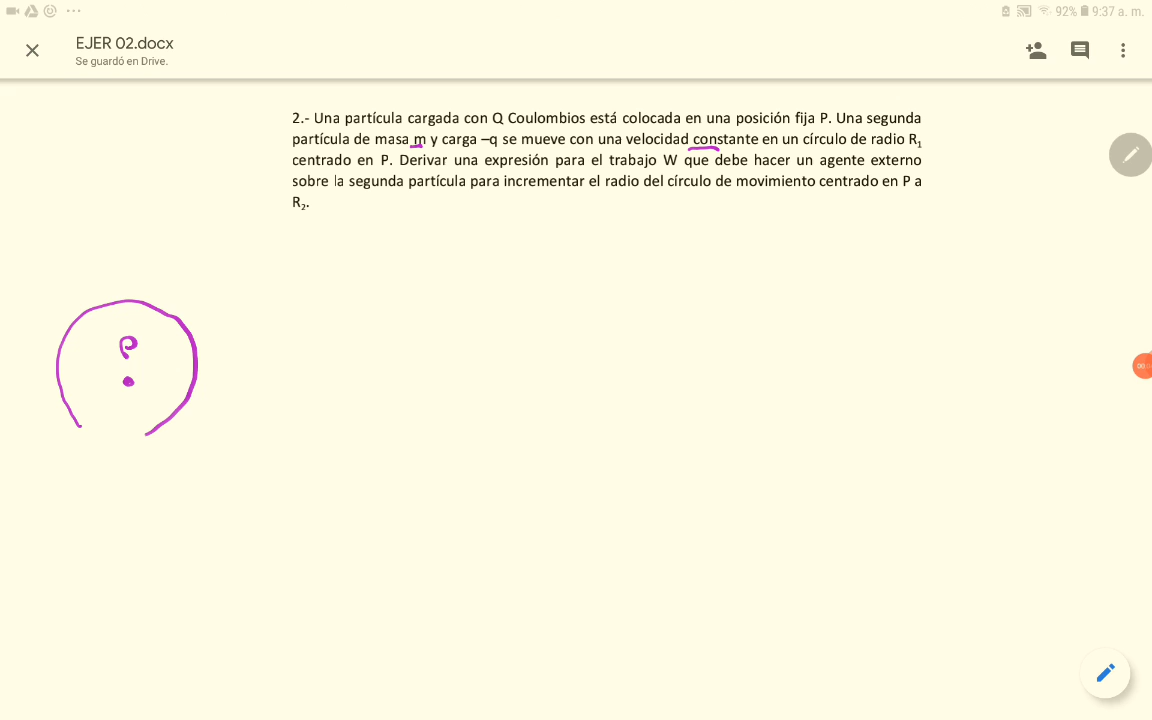 92% 9:37 a. m.
EJER 02.docx
Se guardó en Drive.
2.- Una partícula cargada con Q Coulombios está colocada en una posición fija P. Una segunda
partícula de masa m y carga –q se mueve con una velocidad constante en un círculo de radio R₁
centrado en P. Derivar una expresión para el trabajo W que debe hacer un agente externo
sobre la segunda partícula para incrementar el radio del círculo de movimiento centrado en P a
R₂.
P